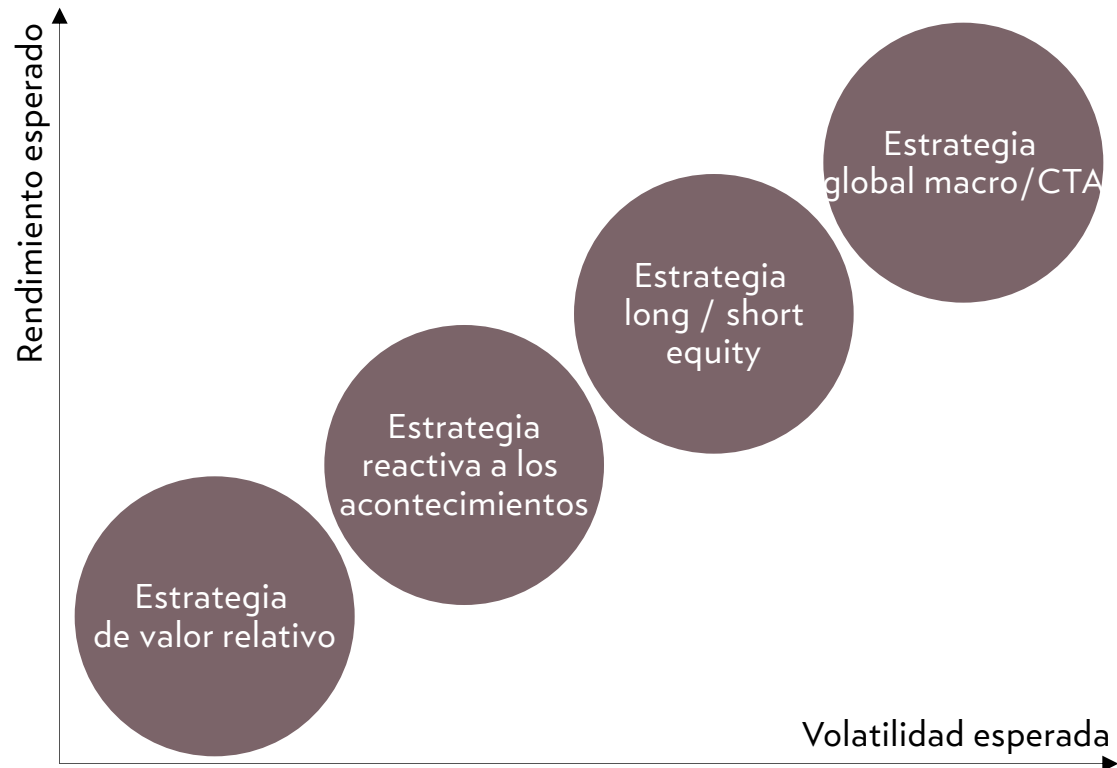 Rendimiento esperado
Estrategia
global macro/CTA
Estrategia
long / short
equity
Estrategia
reactiva a los
acontecimientos
Estrategia
de valor relativo
Volatilidad esperada